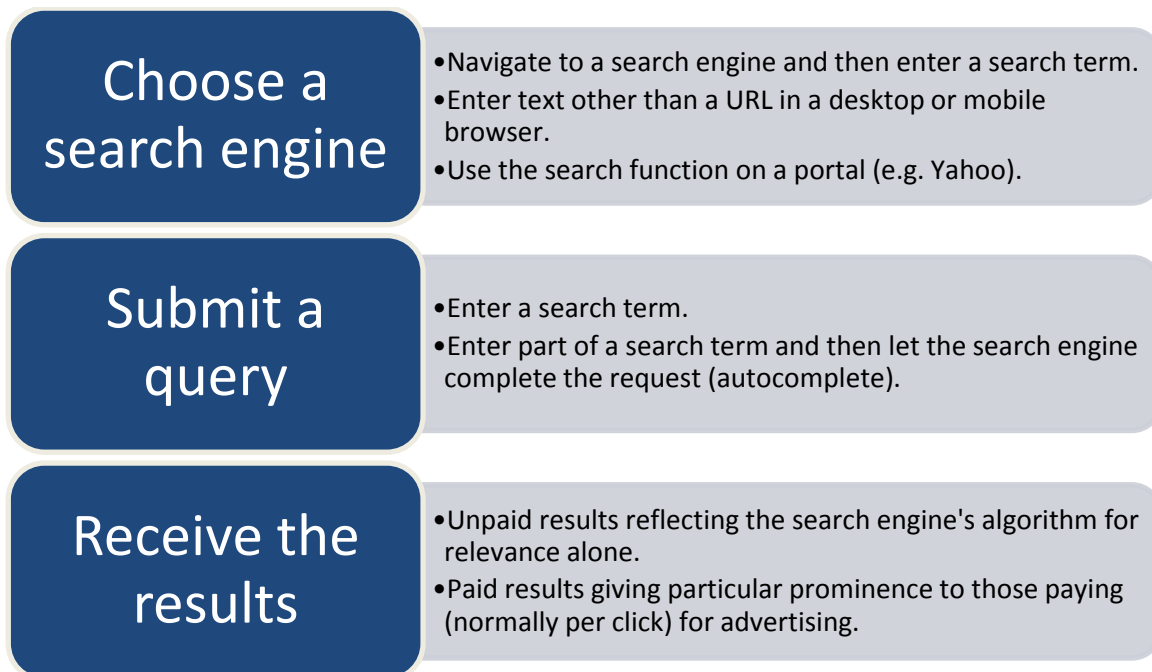 Choose a
search engine
•Navigate to a search engine and then enter a search term.
•Enter text other than a URL in a desktop or mobile
browser.
•Use the search function on a portal (e.g. Yahoo).
Submit a
query
•Enter a search term.
•Enter part of a search term and then let the search engine
complete the request (autocomplete).
Receive the
results
•Unpaid results reflecting the search engine's algorithm for
relevance alone.
•Paid results giving particular prominence to those paying
(normally per click) for advertising.